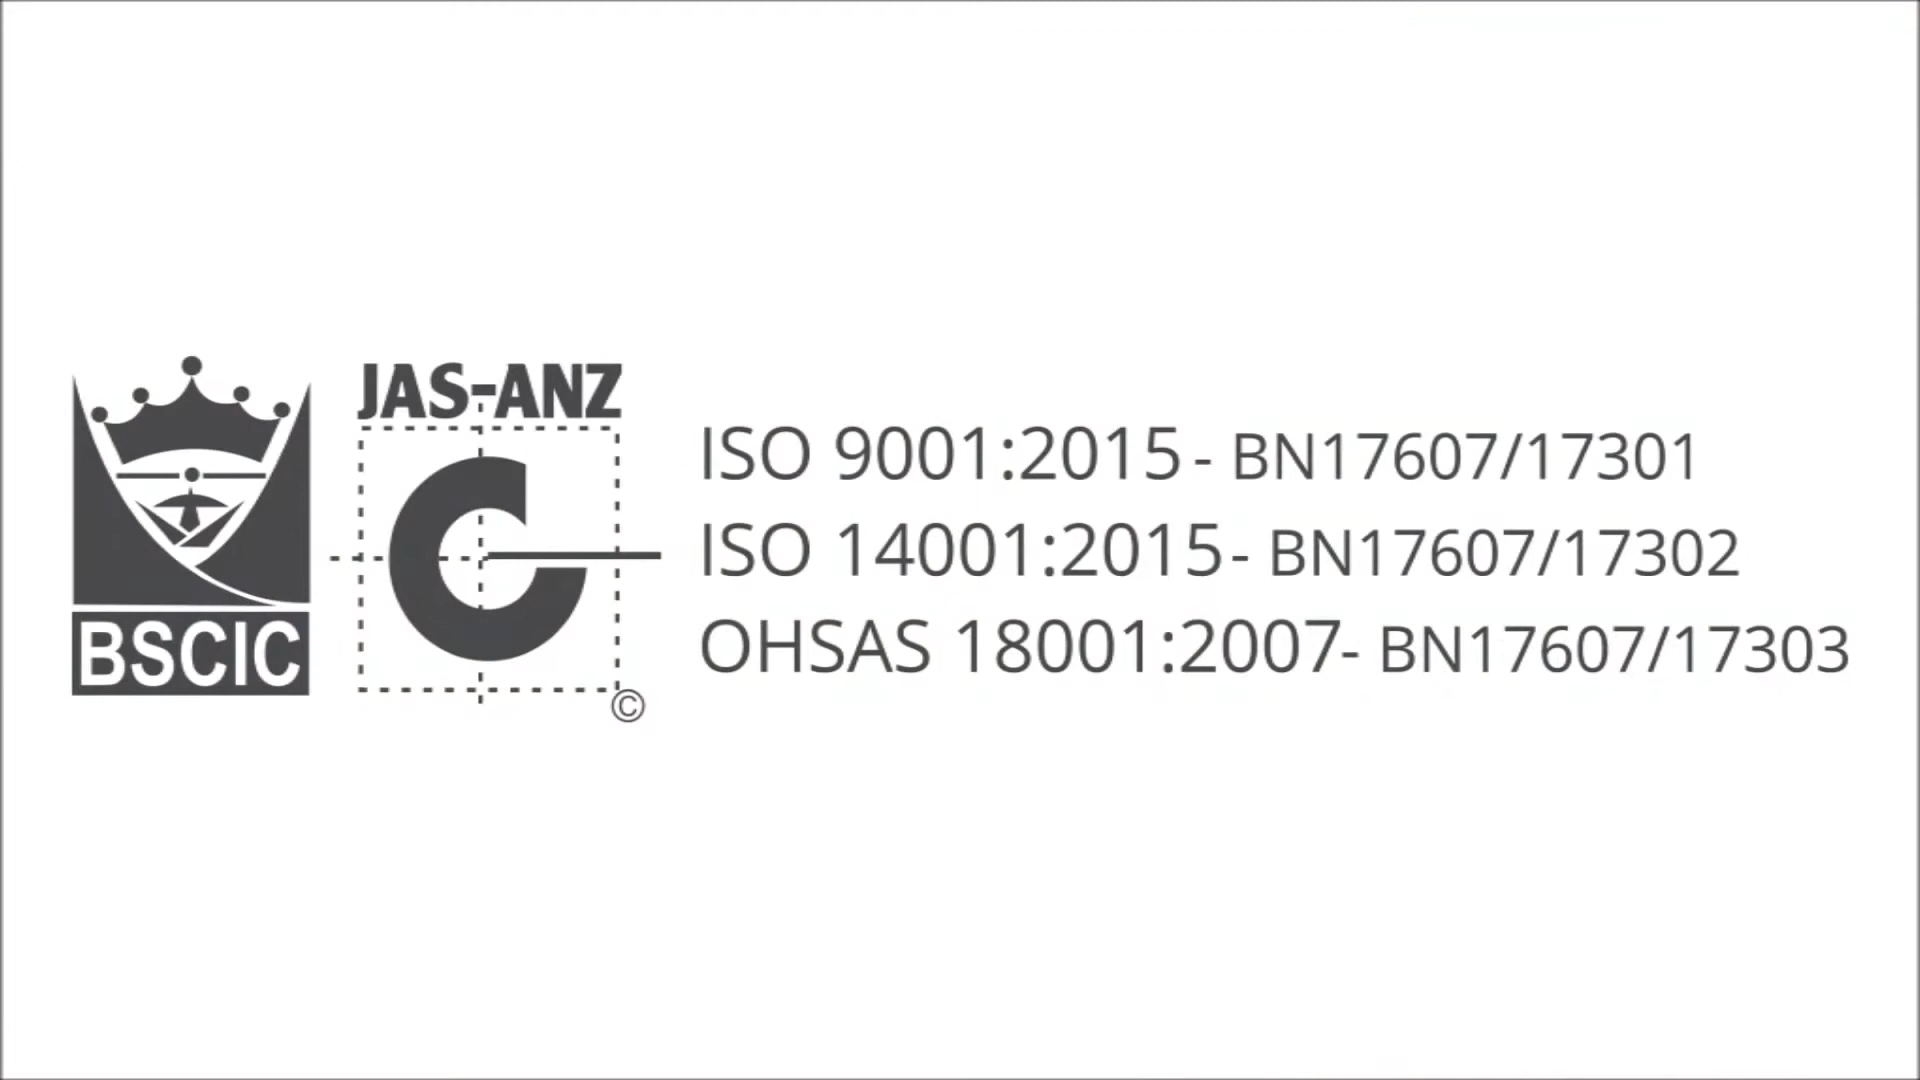 JAS-ANZ
BSCIC
©
ISO 9001:2015 - BN17607/17301
ISO 14001:2015 - BN17607/17302
OHSAS 18001:2007- BN17607/17303